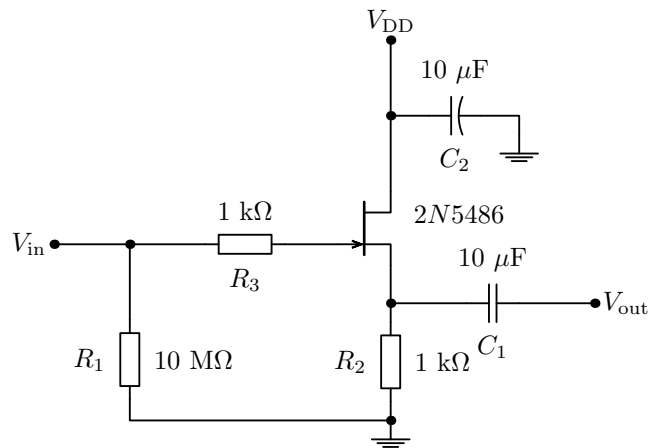 V_DD
10 μF
C_2
2N5486
1 kΩ
V_in
R_3
10 μF
V_out
C_1
R_1
10 MΩ
R_2
1 kΩ